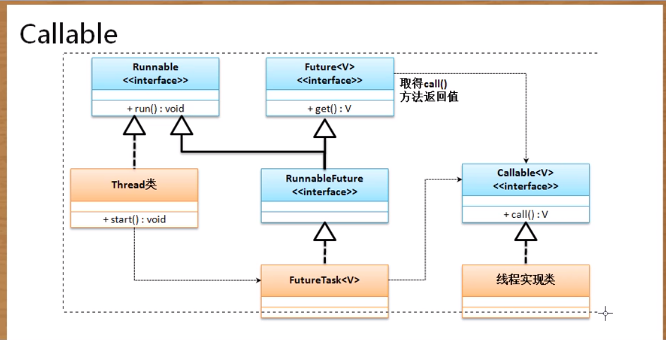 Callable
Runnable
<<interface>>
+ run() : void
Future<V>
<<interface>>
+ get() : V
取得call()
方法返回值
Thread类
+ start() : void
RunnableFuture
<<interface>>
Callable<V>
<<interface>>
+ call() : V
FutureTask<V>
线程实现类